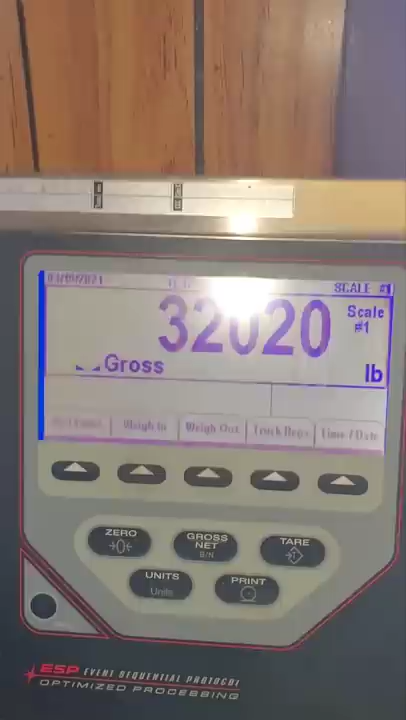 SCALE #1
32020
Scale
#1
Gross
lb
Weigh In
Weigh Out
Truck Regs
Time / Date
ZERO
→0←
GROSS
NET
B/N
TARE
→T←
UNITS
Units
PRINT
ESP EVENT SEQUENTIAL PROTOCOL
OPTIMIZED PROCESSING